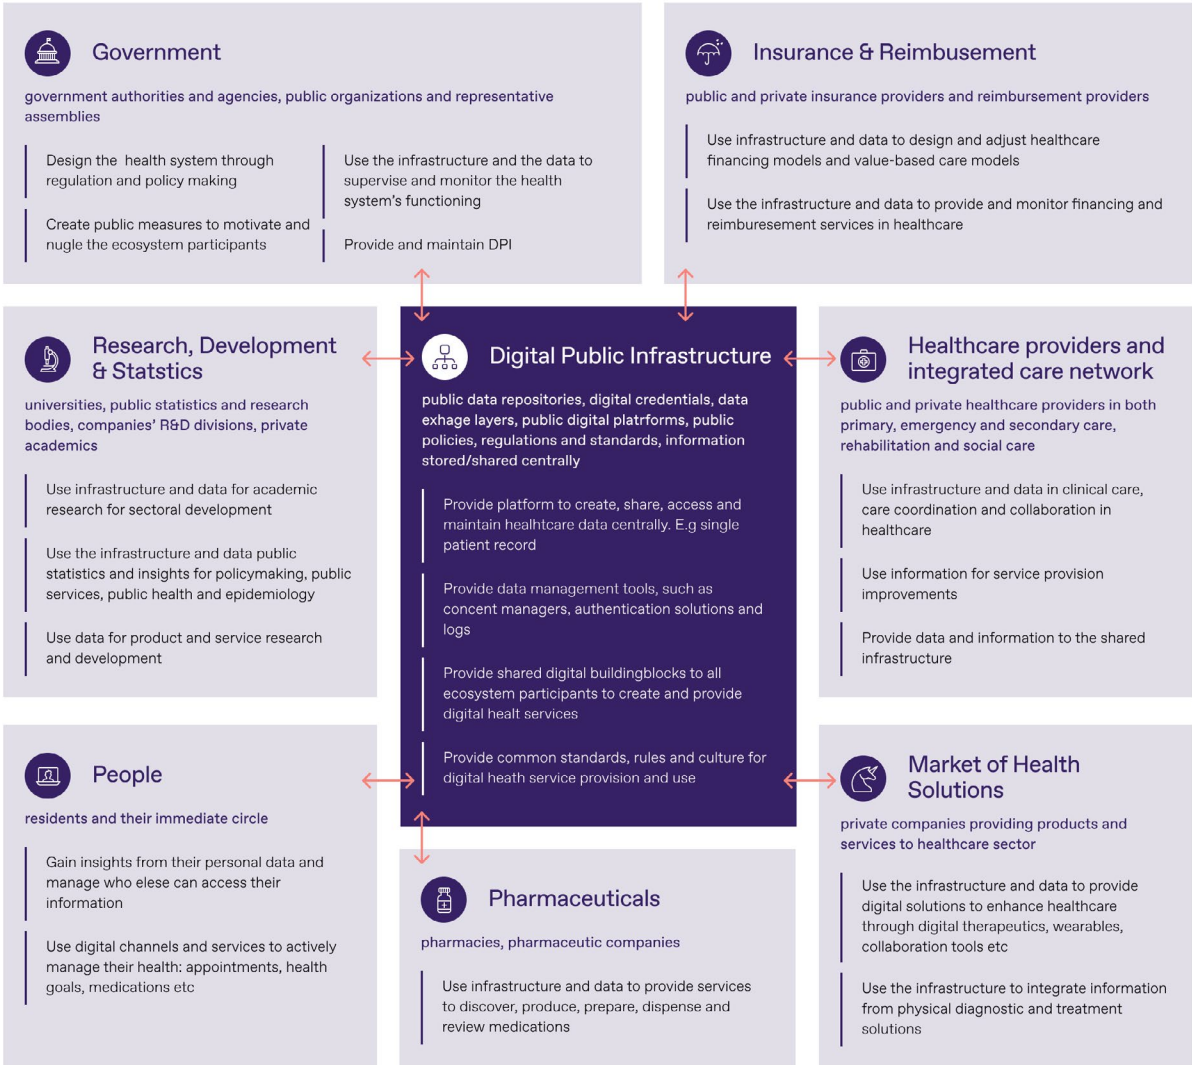 Government
government authorities and agencies, public organizations and representative
assemblies
Design the health system through
regulation and policy making
Create public measures to motivate and
nugle the ecosystem participants
Use the infrastructure and the data to
supervise and monitor the health
system's functioning
Provide and maintain DPI
Insurance & Reimbusement
public and private insurance providers and reimbursement providers
Use infrastructure and data to design and adjust healthcare
financing models and value-based care models
Use the infrastructure and data to provide and monitor financing and
reimburesement services in healthcare
Research, Development
& Statstics
universities, public statistics and research
bodies, companies' R&D divisions, private
academics
Use infrastructure and data for academic
research for sectoral development
Use the infrastructure and data public
statistics and insights for policymaking, public
services, public health and epidemiology
Use data for product and service research
and development
Digital Public Infrastructure
public data repositories, digital credentials, data
exhage layers, public digital platrforms, public
policies, regulations and standards, information
stored/shared centrally
Provide platform to create, share, access and
maintain healhtcare data centrally. E.g single
patient record
Provide data management tools, such as
concent managers, authentication solutions and
logs
Provide shared digital buildingblocks to all
ecosystem participants to create and provide
digital healt services
Provide common standards, rules and culture for
digital heath service provision and use
Healthcare providers and
integrated care network
public and private healthcare providers in both
primary, emergency and secondary care,
rehabilitation and social care
Use infrastructure and data in clinical care,
care coordination and collaboration in
healthcare
Use information for service provision
improvements
Provide data and information to the shared
infrastructure
People
residents and their immediate circle
Gain insights from their personal data and
manage who elese can access their
information
Use digital channels and services to actively
manage their health: appointments, health
goals, medications etc
Pharmaceuticals
pharmacies, pharmaceutic companies
Use infrastructure and data to provide services
to discover, produce, prepare, dispense and
review medications
Market of Health
Solutions
private companies providing products and
services to healthcare sector
Use the infrastructure and data to provide
digital solutions to enhance healthcare
through digital therapeutics, wearables,
collaboration tools etc
Use the infrastructure to integrate information
from physical diagnostic and treatment
solutions